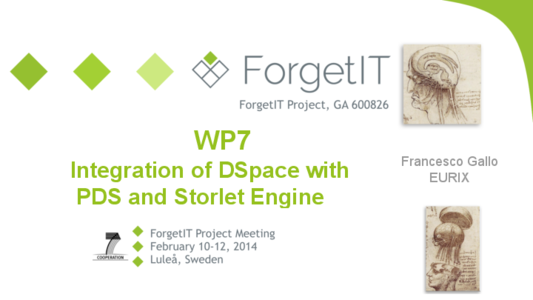 ForgetIT
ForgetIT Project, GA 600826
WP7
Integration of DSpace with
PDS and Storlet Engine
Francesco Gallo
EURIX
7
COOPERATION
ForgetIT Project Meeting
February 10-12, 2014
Luleå, Sweden